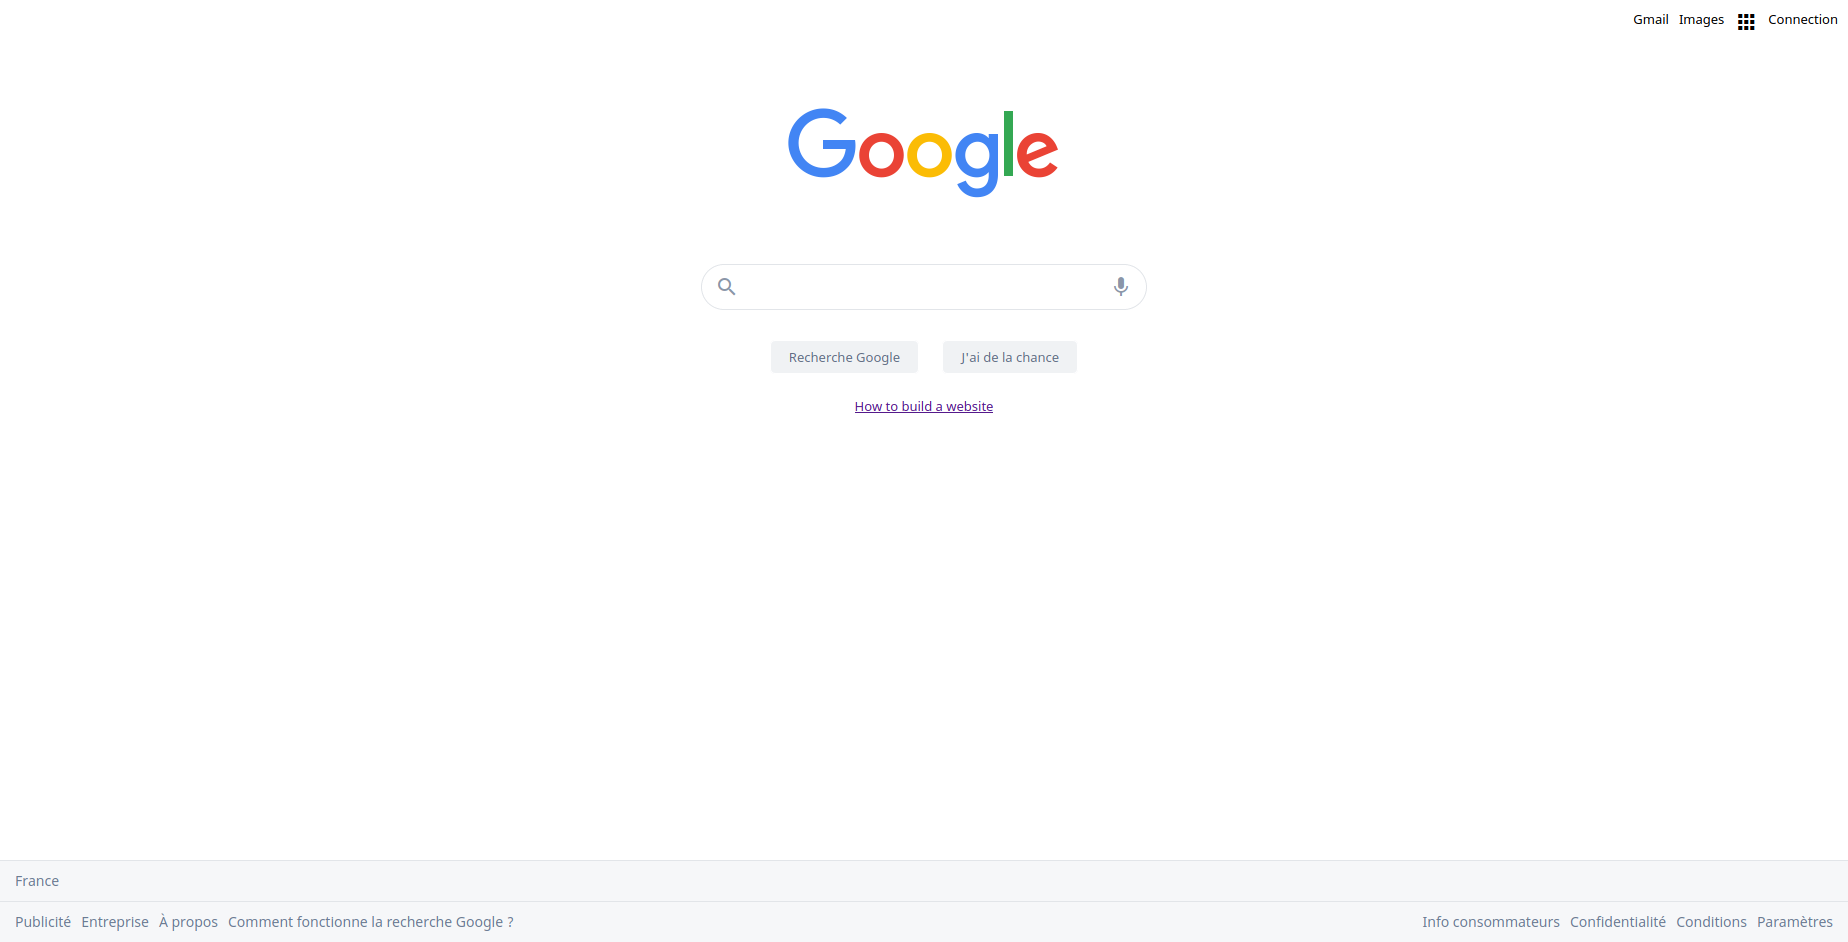 Gmail Images Connection
Google
Recherche Google J'ai de la chance
How to build a website
France
Publicité Entreprise À propos Comment fonctionne la recherche Google ? Info consommateurs Confidentialité Conditions Paramètres